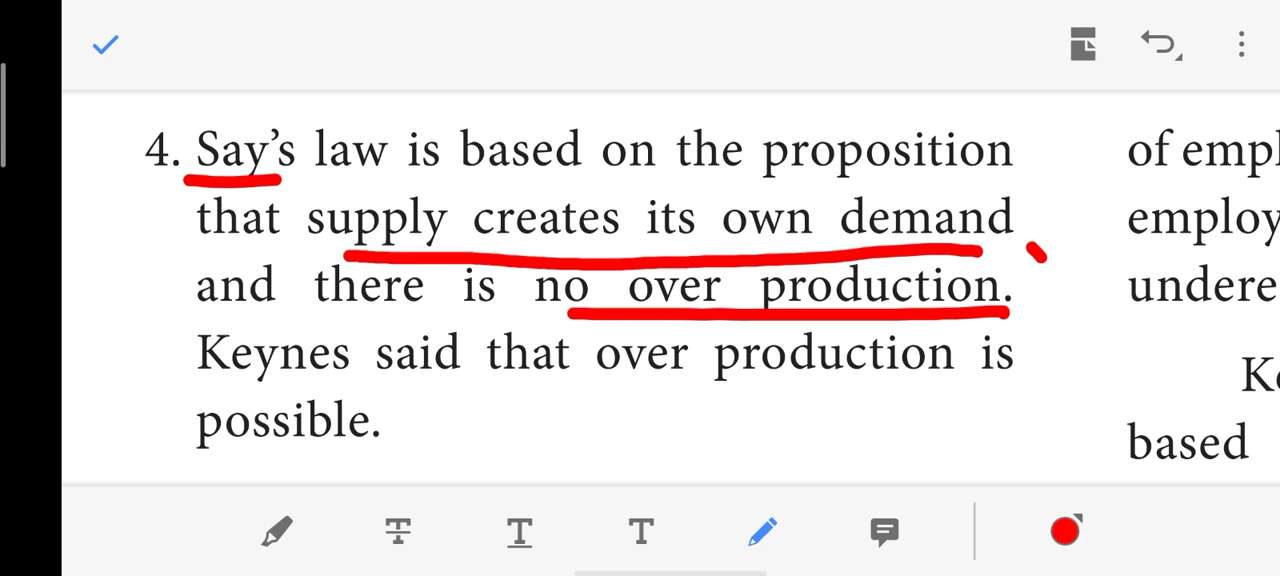 4. Say's law is based on the proposition
that supply creates its own demand
and there is no over production.
Keynes said that over production is
possible.
of empl
employ
undere
Ke
based